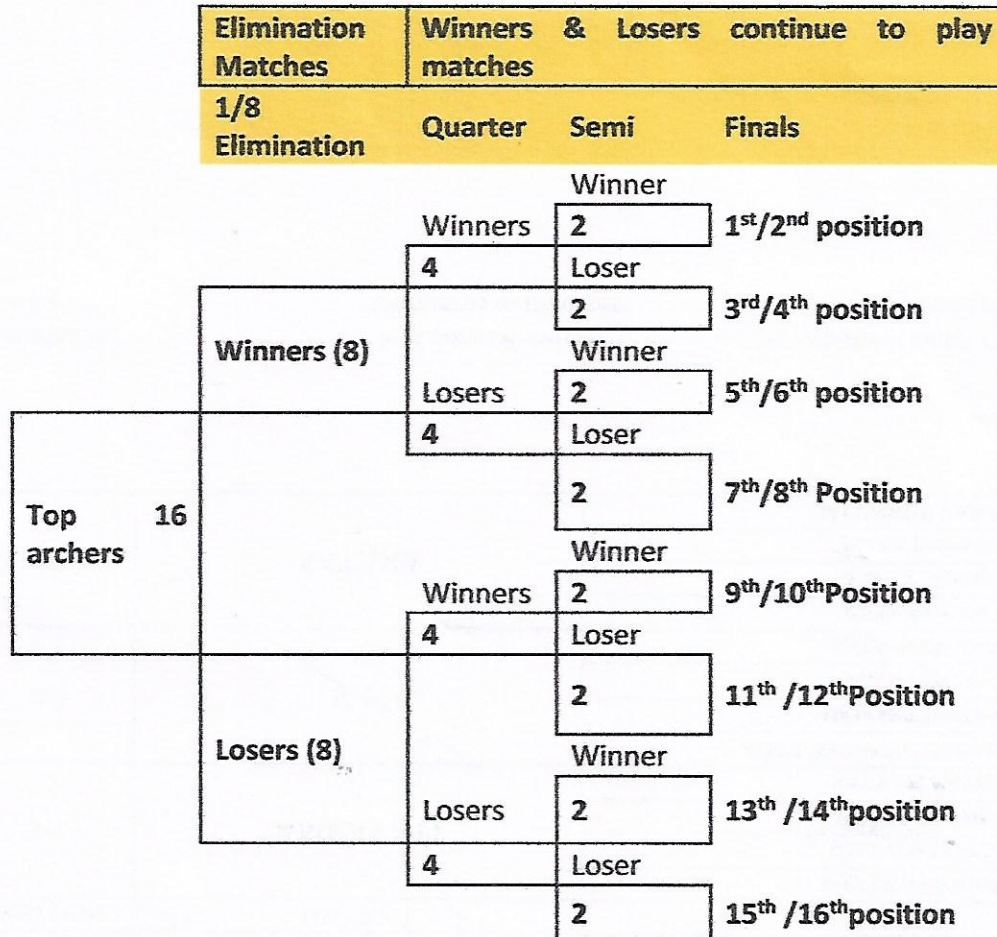 Elimination Winners & Losers continue to play
Matches matches
1/8
Elimination Quarter Semi Finals
Winner
Winners 2 1st/2nd position
4 Loser
2 3rd/4th position
Winners (8) Winner
Losers 2 5th/6th position
4 Loser
2 7th/8th Position
Top 16
archers
Winner
Winners 2 9th/10thPosition
4 Loser
2 11th /12thPosition
Losers (8) Winner
Losers 2 13th /14thposition
4 Loser
2 15th /16thposition